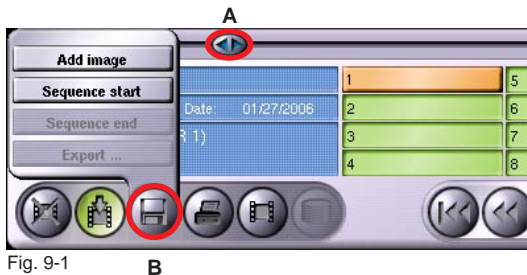 A
Add image
Sequence start
Sequence end
Export ...
Date: 01/27/2006
R 1)
1
2
3
4
5
6
7
8
Fig. 9-1
B